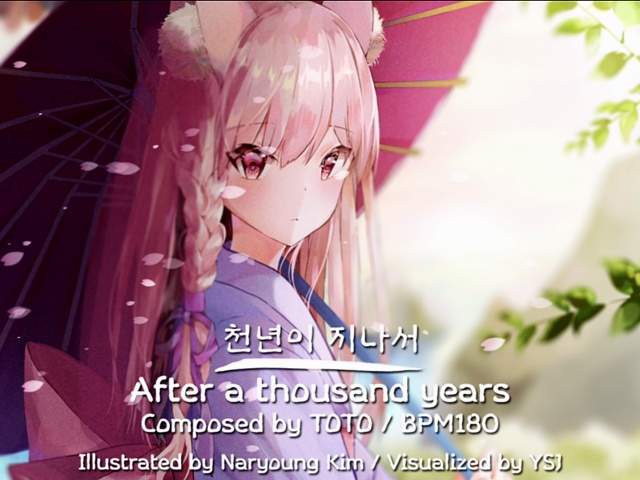 천년이 지나서
After a thousand years
Composed by TOTO / BPM180
Illustrated by Naryoung Kim / Visualized by YSJ